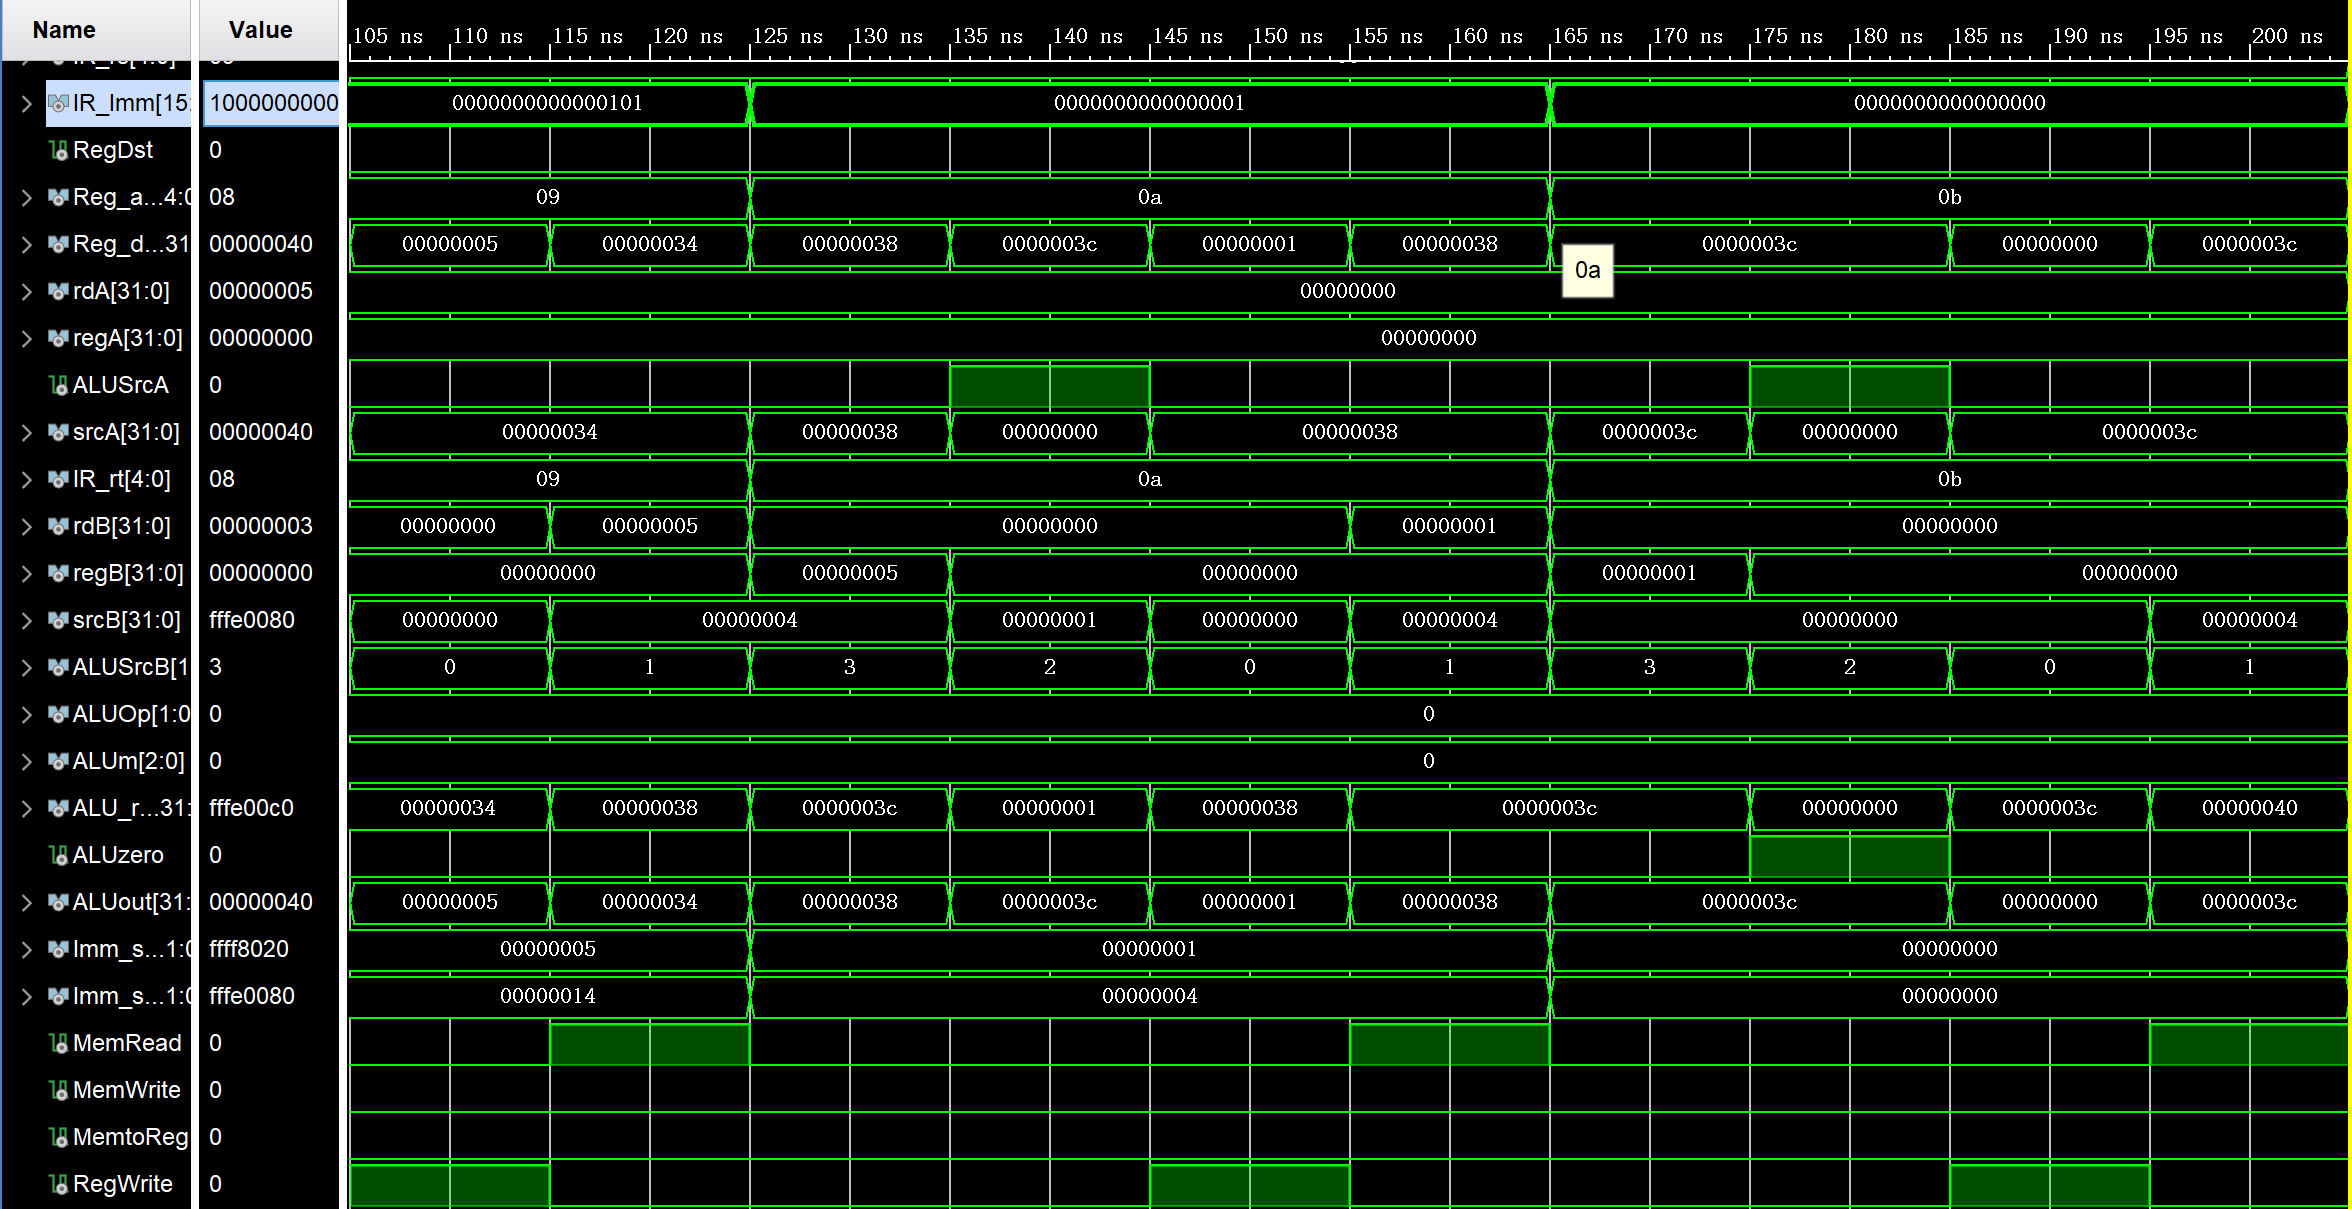 Name Value 105 ns 110 ns 115 ns 120 ns 125 ns 130 ns 135 ns 140 ns 145 ns 150 ns 155 ns 160 ns 165 ns 170 ns 175 ns 180 ns 185 ns 190 ns 195 ns 200 ns
IR_Imm[15: 1000000000 0000000000000101 0000000000000001 0000000000000000
RegDst 0
Reg_a...4:0 08 09 0a 0b
Reg_d...31 00000040 00000005 00000034 00000038 0000003c 00000001 00000038 0000003c 00000000 0000003c
0a
rdA[31:0] 00000005 00000000
regA[31:0] 00000000 00000000
ALUSrcA 0
srcA[31:0] 00000040 00000034 00000038 00000000 00000038 0000003c 00000000 0000003c
IR_rt[4:0] 08 09 0a 0b
rdB[31:0] 00000003 00000000 00000005 00000000 00000001 00000000
regB[31:0] 00000000 00000000 00000005 00000000 00000001 00000000
srcB[31:0] fffe0080 00000000 00000004 00000001 00000000 00000004 00000000 00000004
ALUSrcB[1 3 0 1 3 2 0 1 3 2 0 1
ALUOp[1:0 0 0
ALUm[2:0] 0 0
ALU_r...31: fffe00c0 00000034 00000038 0000003c 00000001 00000038 0000003c 00000000 0000003c 00000040
ALUzero 0
ALUout[31: 00000040 00000005 00000034 00000038 0000003c 00000001 00000038 0000003c 00000000 0000003c
Imm_s...1:0 ffff8020 00000005 00000001 00000000
Imm_s...1:0 fffe0080 00000014 00000004 00000000
MemRead 0
MemWrite 0
MemtoReg 0
RegWrite 0